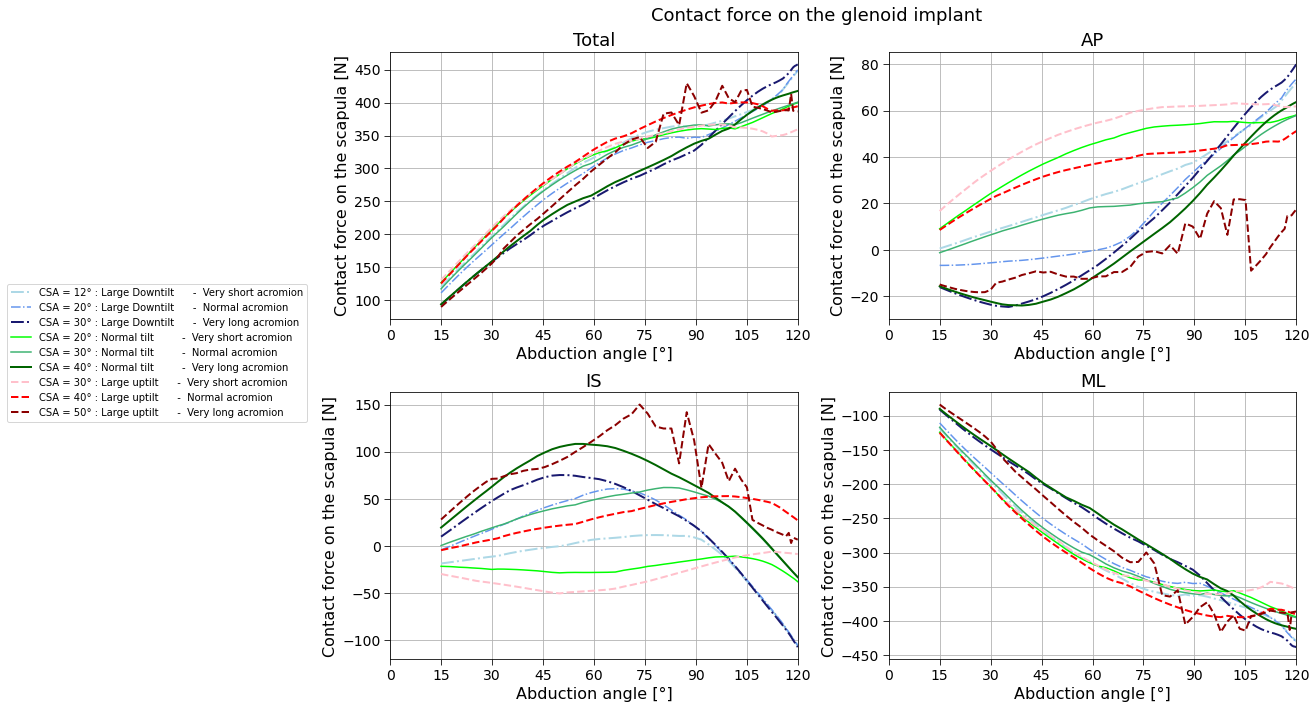 Contact force on the glenoid implant
Total
Contact force on the scapula [N]
450
400
350
300
250
200
150
100
0 15 30 45 60 75 90 105 120
Abduction angle [°]
AP
Contact force on the scapula [N]
80
60
40
20
0
−20
0 15 30 45 60 75 90 105 120
Abduction angle [°]
CSA = 12° : Large Downtilt - Very short acromion
CSA = 20° : Large Downtilt - Normal acromion
CSA = 30° : Large Downtilt - Very long acromion
CSA = 20° : Normal tilt - Very short acromion
CSA = 30° : Normal tilt - Normal acromion
CSA = 40° : Normal tilt - Very long acromion
CSA = 30° : Large uptilt - Very short acromion
CSA = 40° : Large uptilt - Normal acromion
CSA = 50° : Large uptilt - Very long acromion
IS
Contact force on the scapula [N]
150
100
50
0
−50
−100
0 15 30 45 60 75 90 105 120
Abduction angle [°]
ML
Contact force on the scapula [N]
−100
−150
−200
−250
−300
−350
−400
−450
0 15 30 45 60 75 90 105 120
Abduction angle [°]